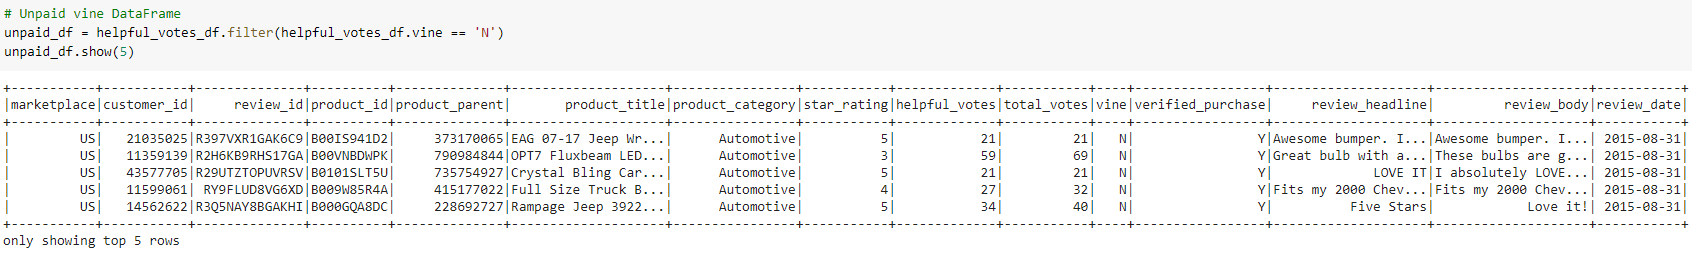 # Unpaid vine DataFrame
unpaid_df = helpful_votes_df.filter(helpful_votes_df.vine == 'N')
unpaid_df.show(5)
+-----------+-----------+--------------+----------+--------------+--------------------+----------------+-----------+-------------+-----------+----+-----------------+--------------------+--------------------+-----------+
|marketplace|customer_id|     review_id|product_id|product_parent|       product_title|product_category|star_rating|helpful_votes|total_votes|vine|verified_purchase|     review_headline|         review_body|review_date|
+-----------+-----------+--------------+----------+--------------+--------------------+----------------+-----------+-------------+-----------+----+-----------------+--------------------+--------------------+-----------+
|         US|   21035025|R397VXR1GAK6C9|B00IS941D2|     373170065|EAG 07-17 Jeep Wr...|      Automotive|          5|           21|         21|   N|                Y|Awesome bumper. I...|Awesome bumper. I...| 2015-08-31|
|         US|   11359139|R2H6KB9RHS17GA|B00VNBDWPK|     790984844|OPT7 Fluxbeam LED...|      Automotive|          3|           59|         69|   N|                Y|Great bulb with a...|These bulbs are g...| 2015-08-31|
|         US|   43577705|R29UTZTOPUVRSV|B0101SLT5U|     735754927|Crystal Bling Car...|      Automotive|          5|           21|         21|   N|                Y|             LOVE IT|I absolutely LOVE...| 2015-08-31|
|         US|   11599061| RY9FLUD8VG6XD|B009W85R4A|     415177022|Full Size Truck B...|      Automotive|          4|           27|         32|   N|                Y|Fits my 2000 Chev...|Fits my 2000 Chev...| 2015-08-31|
|         US|   14562622|R3Q5NAY8BGAKHI|B000GQA8DC|     228692727|Rampage Jeep 3922...|      Automotive|          5|           34|         40|   N|                Y|          Five Stars|            Love it!| 2015-08-31|
+-----------+-----------+--------------+----------+--------------+--------------------+----------------+-----------+-------------+-----------+----+-----------------+--------------------+--------------------+-----------+
only showing top 5 rows